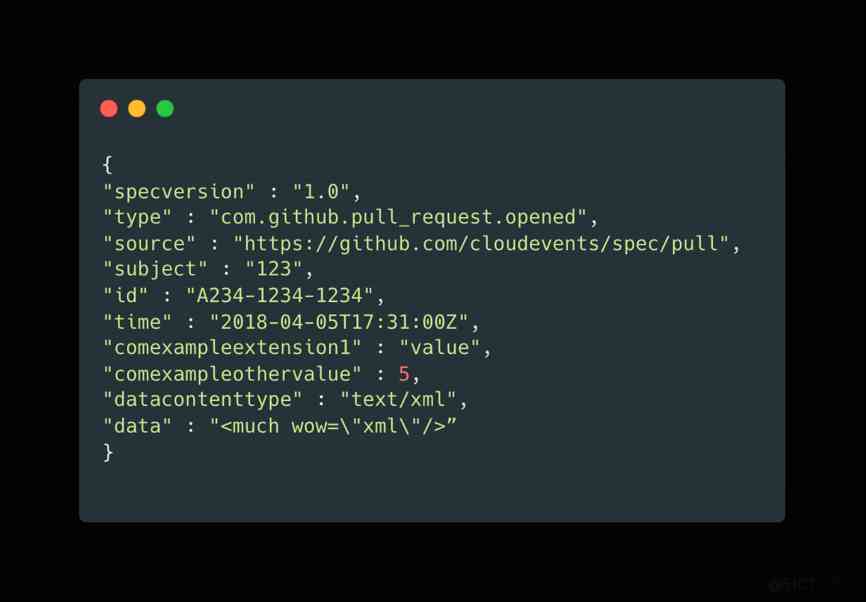 {
"specversion" : "1.0",
"type" : "com.github.pull_request.opened",
"source" : "https://github.com/cloudevents/spec/pull",
"subject" : "123",
"id" : "A234-1234-1234",
"time" : "2018-04-05T17:31:00Z",
"comexampleextension1" : "value",
"comexampleothervalue" : 5,
"datacontenttype" : "text/xml",
"data" : "<much wow=\"xml\"/>”
}